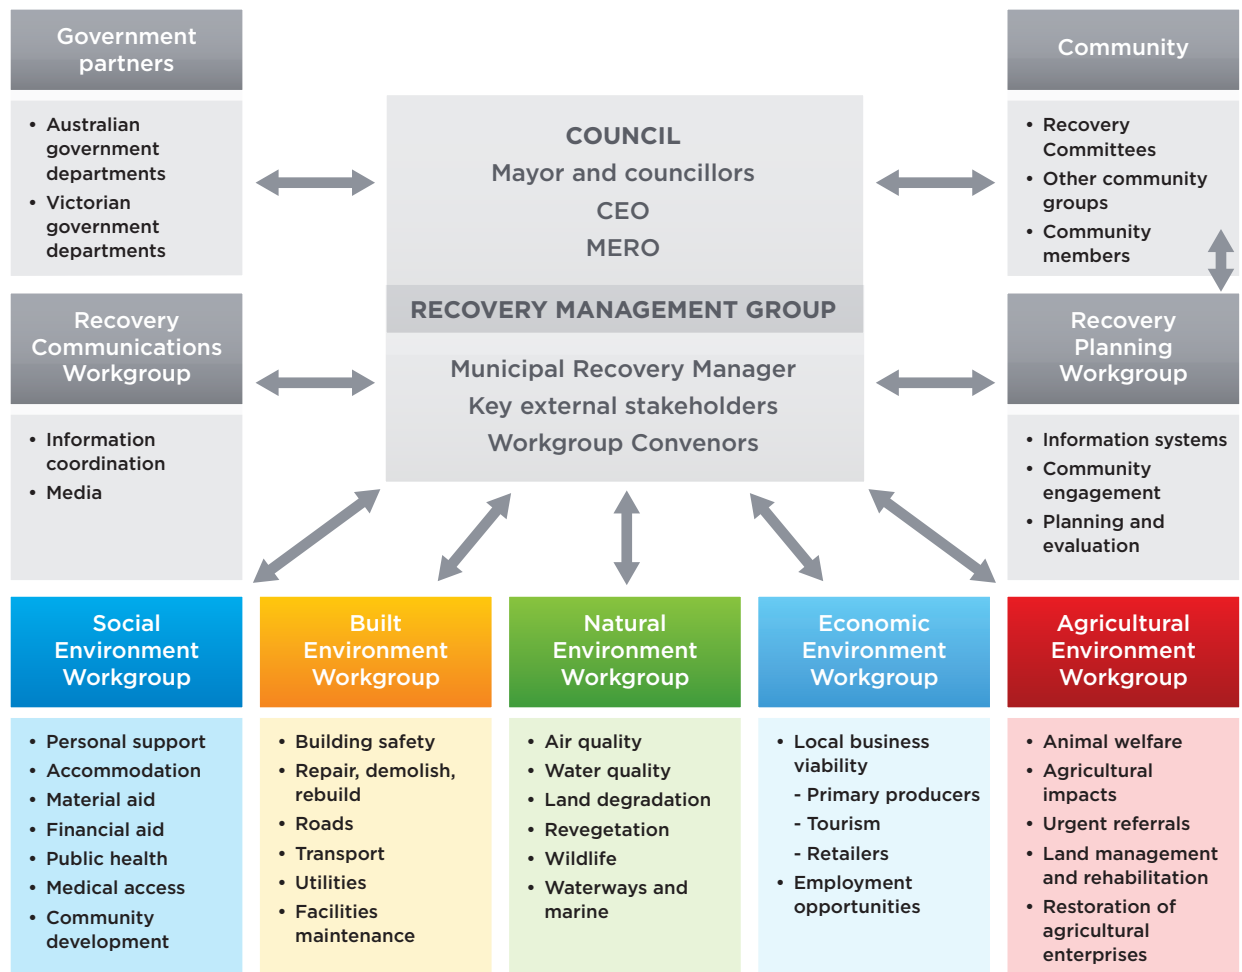 Government
partners
• Australian
government
departments
• Victorian
government
departments
COUNCIL
Mayor and councillors
CEO
MERO
RECOVERY MANAGEMENT GROUP
Municipal Recovery Manager
Key external stakeholders
Workgroup Convenors
Community
• Recovery
Committees
• Other community
groups
• Community
members
Recovery
Communications
Workgroup
• Information
coordination
• Media
Recovery
Planning
Workgroup
• Information systems
• Community
engagement
• Planning and
evaluation
Social
Environment
Workgroup
• Personal support
• Accommodation
• Material aid
• Financial aid
• Public health
• Medical access
• Community
development
Built
Environment
Workgroup
• Building safety
• Repair, demolish,
rebuild
• Roads
• Transport
• Utilities
• Facilities
maintenance
Natural
Environment
Workgroup
• Air quality
• Water quality
• Land degradation
• Revegetation
• Wildlife
• Waterways and
marine
Economic
Environment
Workgroup
• Local business
viability
- Primary producers
- Tourism
- Retailers
• Employment
opportunities
Agricultural
Environment
Workgroup
• Animal welfare
• Agricultural
impacts
• Urgent referrals
• Land management
and rehabilitation
• Restoration of
agricultural
enterprises